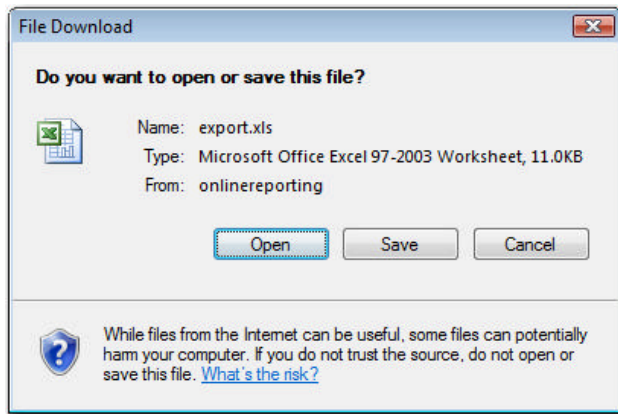 File Download
Do you want to open or save this file?
Name: export.xls
Type: Microsoft Office Excel 97-2003 Worksheet, 11.0KB
From: onlinereporting
Open Save Cancel
While files from the Internet can be useful, some files can potentially
harm your computer. If you do not trust the source, do not open or
save this file. What's the risk?